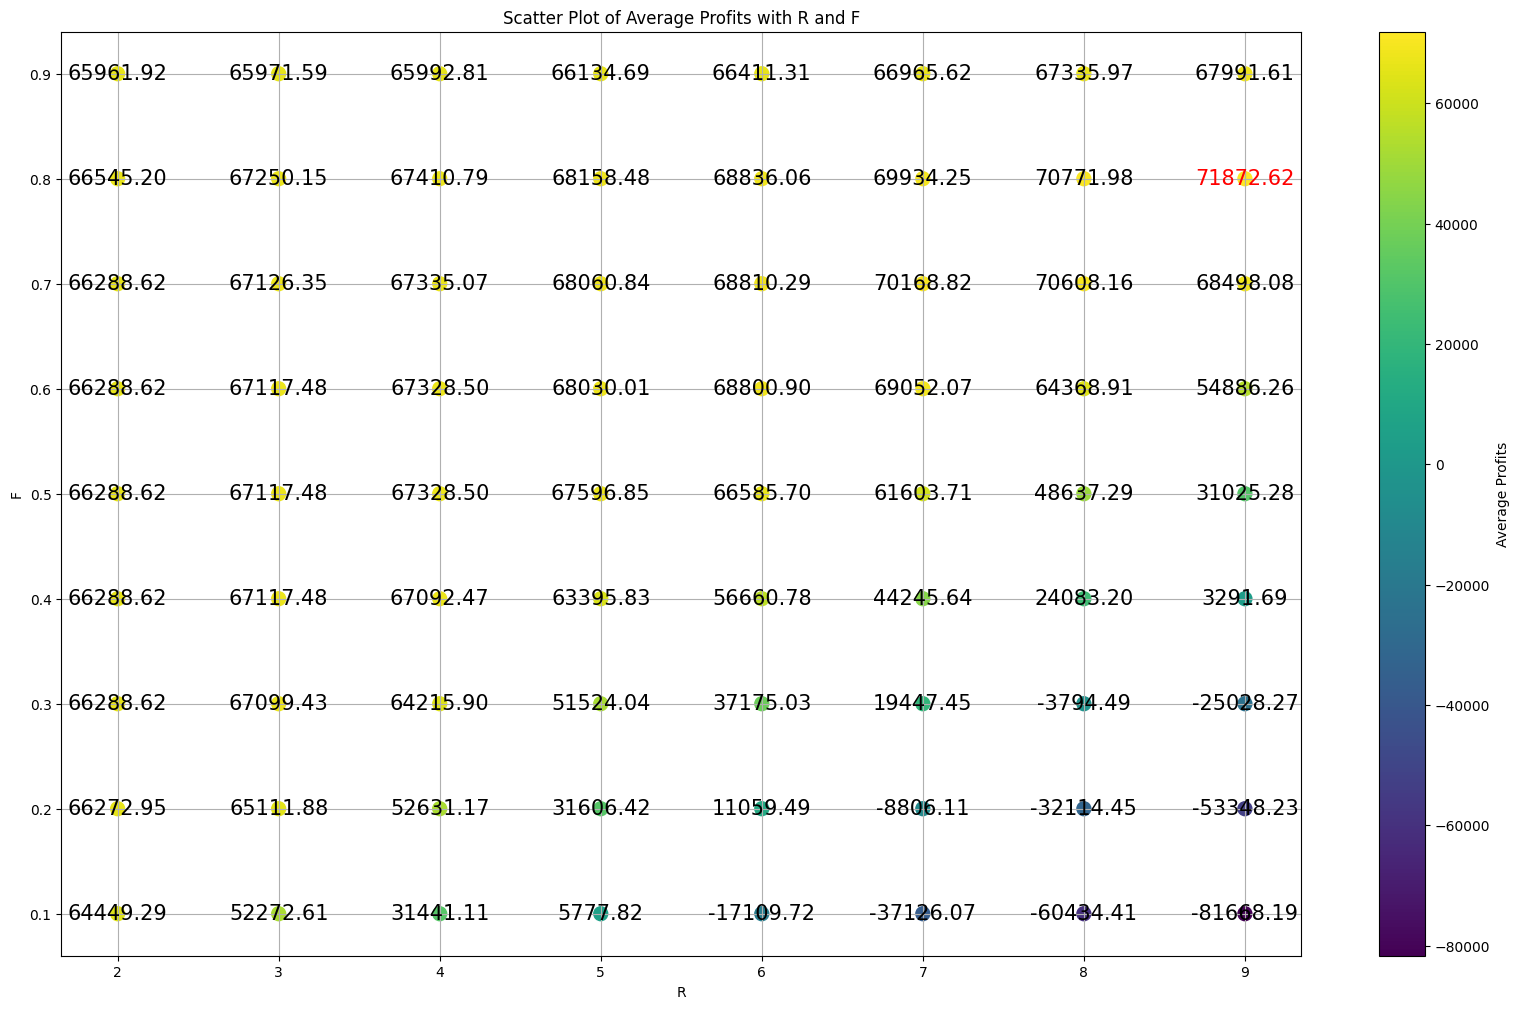 Scatter Plot of Average Profits with R and F
0.9 65961.92 65971.59 65992.81 66134.69 66411.31 66965.62 67335.97 67991.61
0.8 66545.20 67250.15 67410.79 68158.48 68836.06 69934.25 70771.98 71872.62
0.7 66288.62 67126.35 67335.07 68060.84 68810.29 70168.82 70608.16 68498.08
0.6 66288.62 67117.48 67328.50 68030.01 68800.90 69052.07 64368.91 54886.26
0.5 66288.62 67117.48 67328.50 67596.85 66585.70 61603.71 48637.29 31025.28
0.4 66288.62 67117.48 67092.47 63395.83 56660.78 44245.64 24083.20 3291.69
0.3 66288.62 67099.43 64215.90 51524.04 37175.03 19447.45 -3794.49 -25028.27
0.2 66272.95 65111.88 52631.17 31606.42 11059.49 -8806.11 -32114.45 -53348.23
0.1 64449.29 52272.61 31441.11 5777.82 -17109.72 -37126.07 -60434.41 -81668.19
2 3 4 5 6 7 8 9
R
F
60000
40000
20000
0
−20000
−40000
−60000
−80000
Average Profits